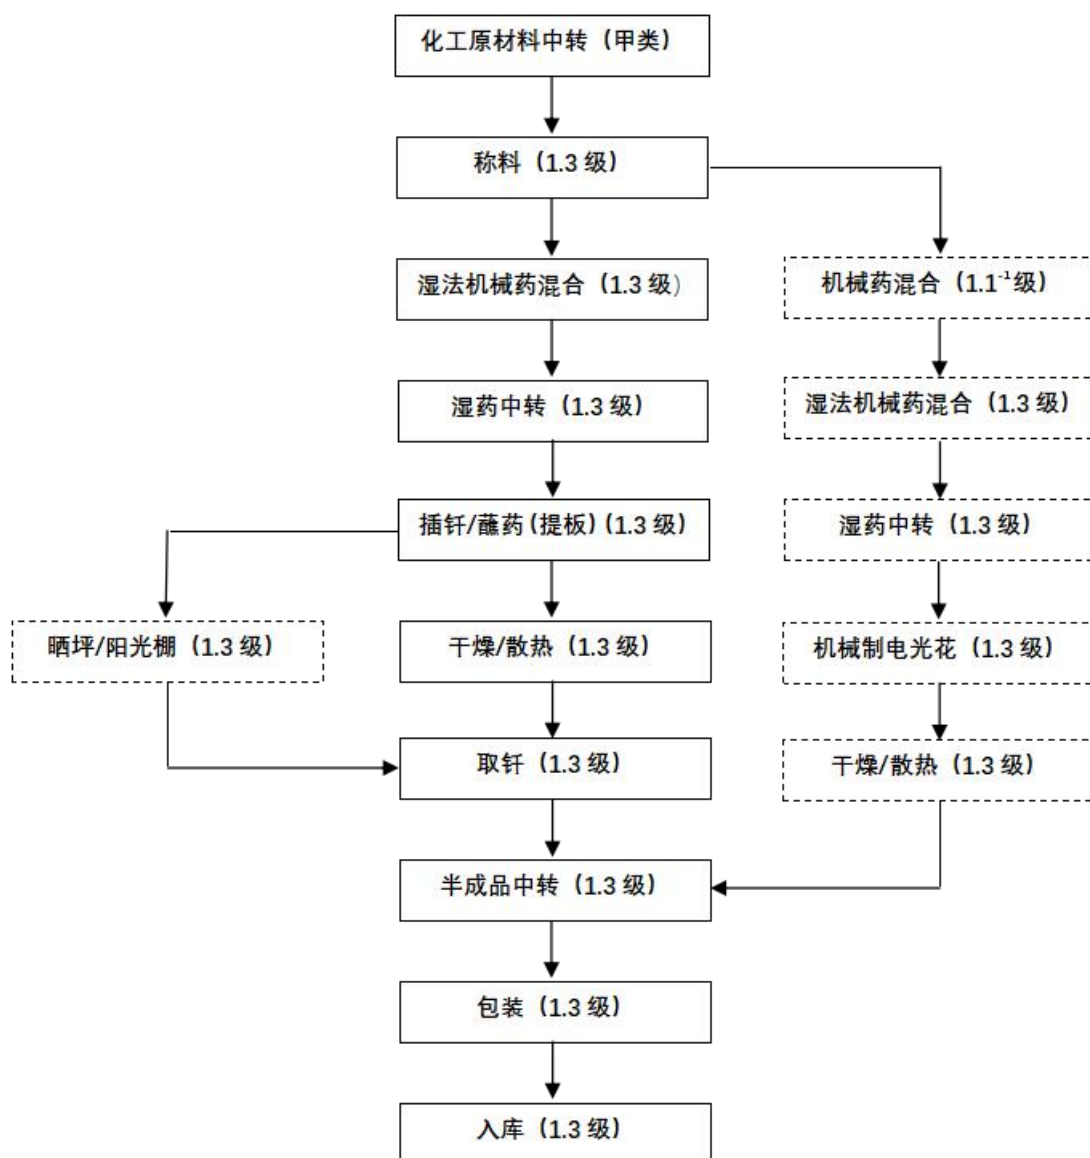 化工原材料中转（甲类）
称料（1.3 级）
湿法机械药混合（1.3 级）
机械药混合（1.1⁻¹级）
湿药中转（1.3 级）
湿法机械药混合（1.3 级）
插钎/蘸药(提板)(1.3 级）
湿药中转（1.3 级）
晒坪/阳光棚（1.3 级）
干燥/散热（1.3 级）
机械制电光花（1.3 级）
取钎（1.3 级）
干燥/散热（1.3 级）
半成品中转（1.3 级）
包装（1.3 级）
入库（1.3 级）